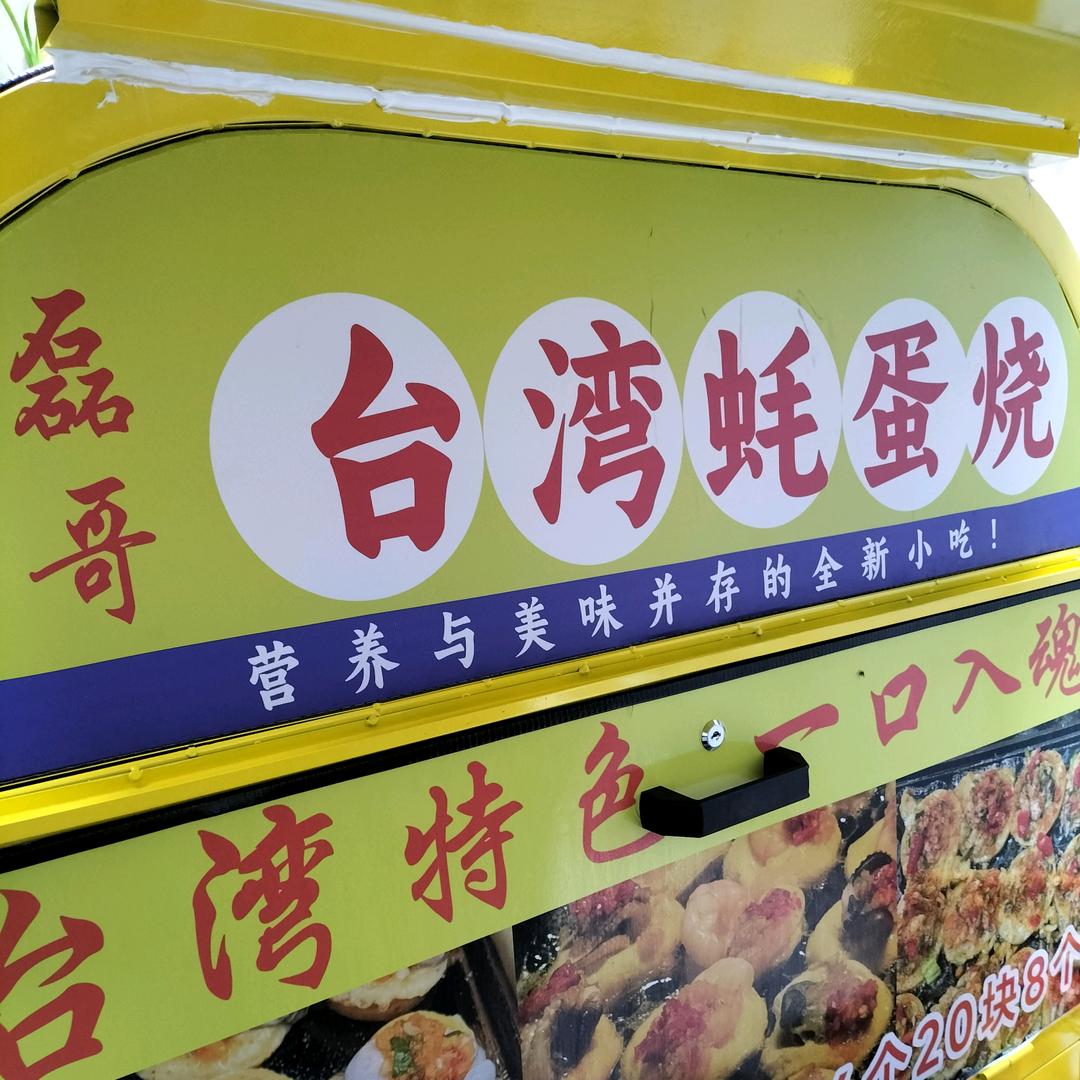 磊哥
台湾蚝蛋烧
营养与美味并存的全新小吃！
台湾特色 一口入魂
个20块8个